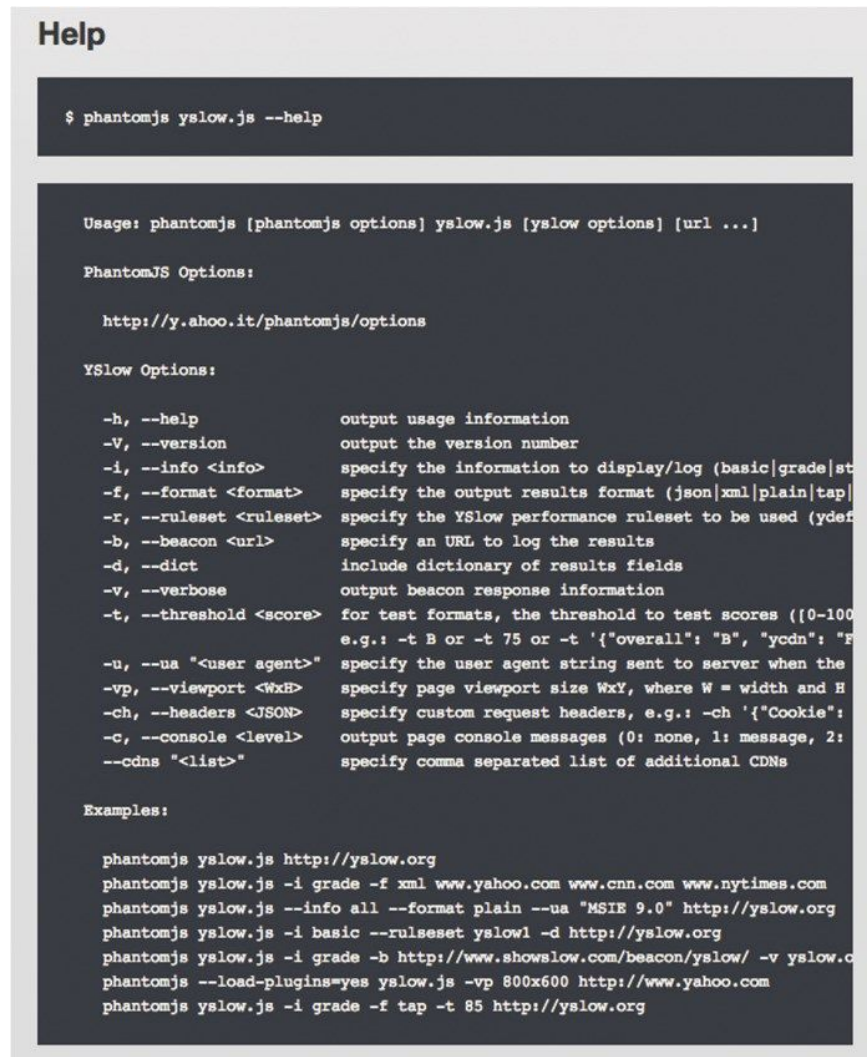 Help
$ phantomjs yslow.js --help
Usage: phantomjs [phantomjs options] yslow.js [yslow options] [url ...]
PhantomJS Options:
http://y.ahoo.it/phantomjs/options
YSlow Options:
-h, --help output usage information
-V, --version output the version number
-i, --info <info> specify the information to display/log (basic|grade|st
-f, --format <format> specify the output results format (json|xml|plain|tap|
-r, --ruleset <ruleset> specify the YSlow performance ruleset to be used (ydef
-b, --beacon <url> specify an URL to log the results
-d, --dict include dictionary of results fields
-v, --verbose output beacon response information
-t, --threshold <score> for test formats, the threshold to test scores ([0-100
e.g.: -t B or -t 75 or -t '{"overall": "B", "ycdn": "F
-u, --ua "<user agent>" specify the user agent string sent to server when the
-vp, --viewport <WxH> specify page viewport size WxY, where W = width and H
-ch, --headers <JSON> specify custom request headers, e.g.: -ch '{"Cookie":
-c, --console <level> output page console messages (0: none, 1: message, 2:
--cdns "<list>" specify comma separated list of additional CDNs
Examples:
phantomjs yslow.js http://yslow.org
phantomjs yslow.js -i grade -f xml www.yahoo.com www.cnn.com www.nytimes.com
phantomjs yslow.js --info all --format plain --ua "MSIE 9.0" http://yslow.org
phantomjs yslow.js -i basic --rulseset yslow1 -d http://yslow.org
phantomjs yslow.js -i grade -b http://www.showslow.com/beacon/yslow/ -v yslow.o
phantomjs --load-plugins=yes yslow.js -vp 800x600 http://www.yahoo.com
phantomjs yslow.js -i grade -f tap -t 85 http://yslow.org